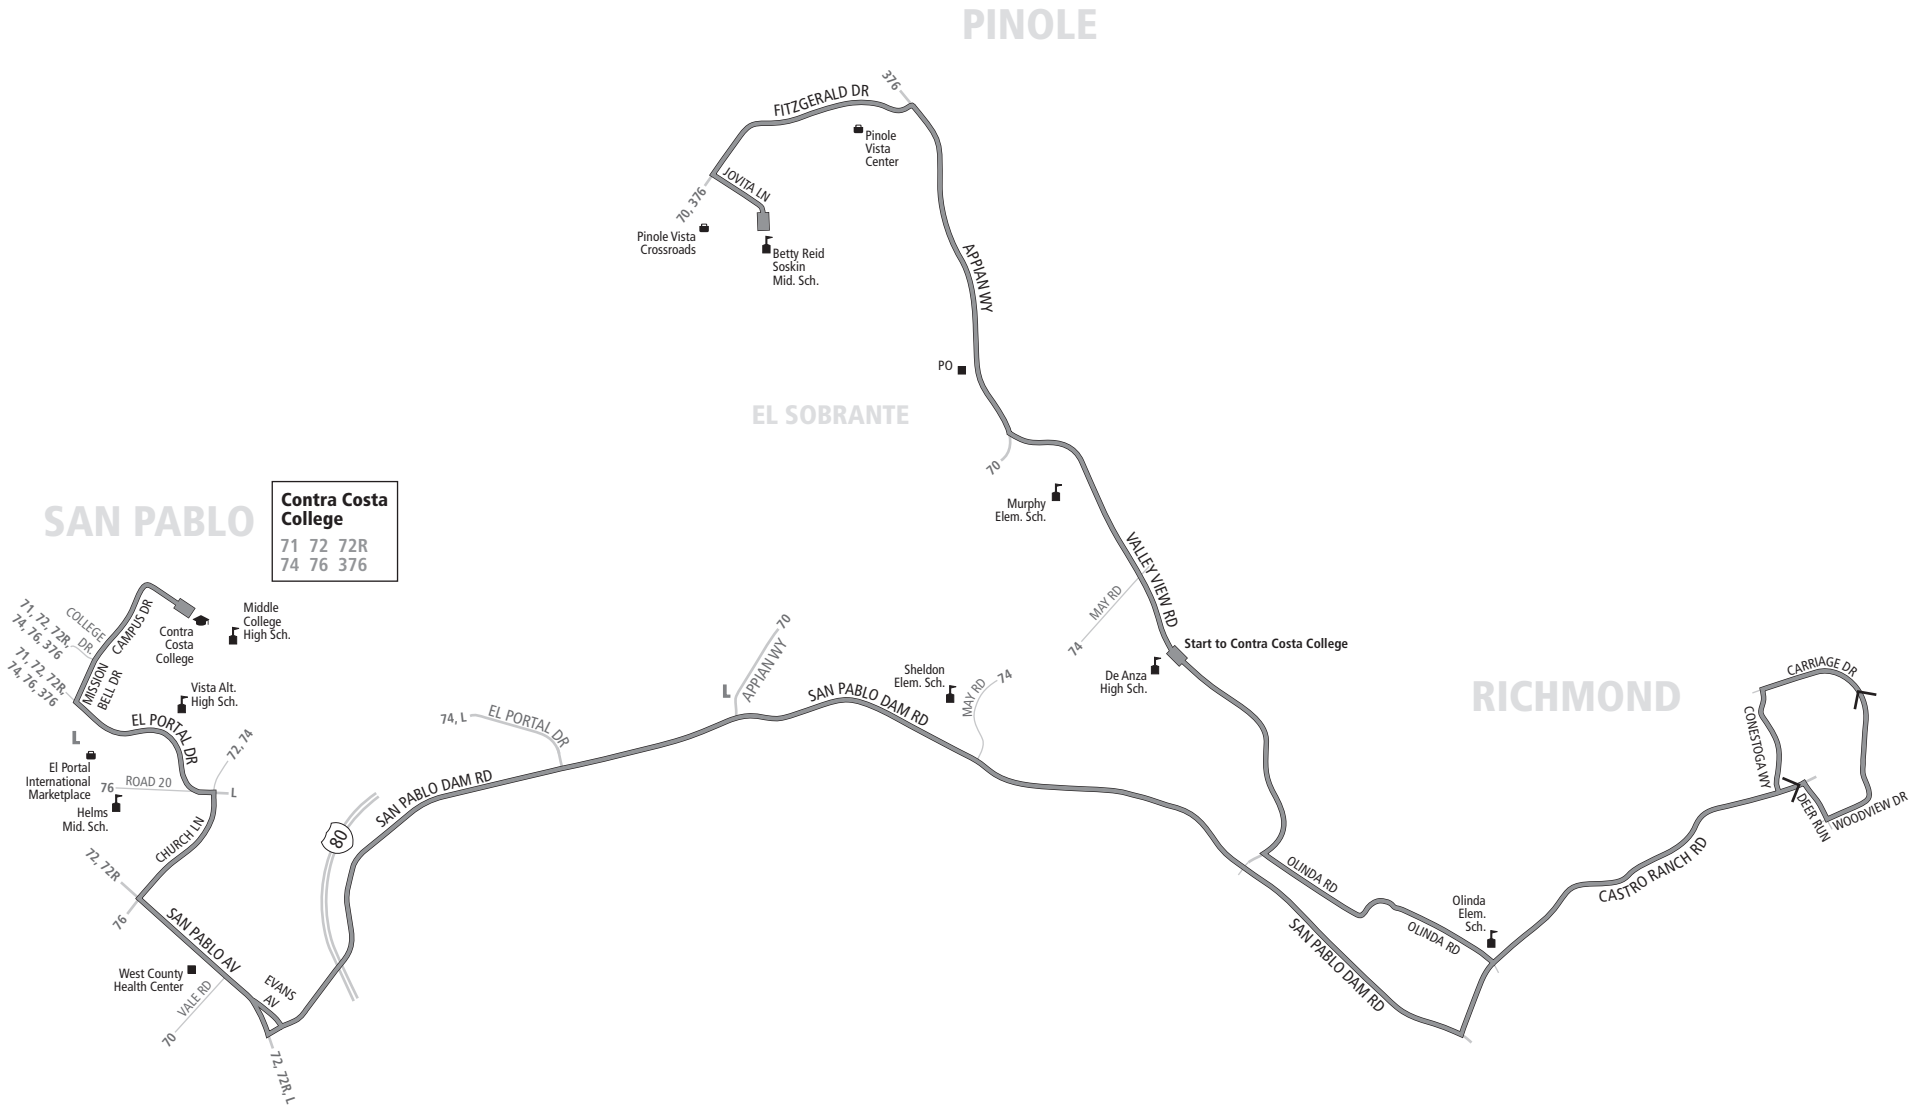 PINOLE
376
FITZGERALD DR
Pinole
Vista
Center
JOVITA LN
70, 376
Pinole Vista
Crossroads
Betty Reid
Soskin
Mid. Sch.
APPIAN WY
PO
EL SOBRANTE
70
Murphy
Elem. Sch.
SAN PABLO
Contra Costa
College
71 72 72R
74 76 376
VALLEY VIEW RD
MAY RD
74
Start to Contra Costa College
De Anza
High Sch.
71, 72, 72R,
74, 76, 376
COLLEGE
DR.
CAMPUS DR
Contra
Costa
College
Middle
College
High Sch.
71, 72, 72R,
74, 76, 376
MISSION
BELL DR
Vista Alt.
High Sch.
EL PORTAL DR
L
El Portal
International
Marketplace
72, 74
76
ROAD 20
L
Helms
Mid. Sch.
CHURCH LN
72, 72R
76
SAN PABLO AV
West County
Health Center
VALE RD
70
EVANS
AV
72, 72R, L
80
SAN PABLO DAM RD
74, L
EL PORTAL DR
L
APPIAN WY
70
SAN PABLO DAM RD
Sheldon
Elem. Sch.
MAY RD
74
RICHMOND
CARRIAGE DR
CONESTOGA WY
DEER RUN
WOODVIEW DR
CASTRO RANCH RD
OLINDA RD
OLINDA RD
Olinda
Elem.
Sch.
SAN PABLO DAM RD